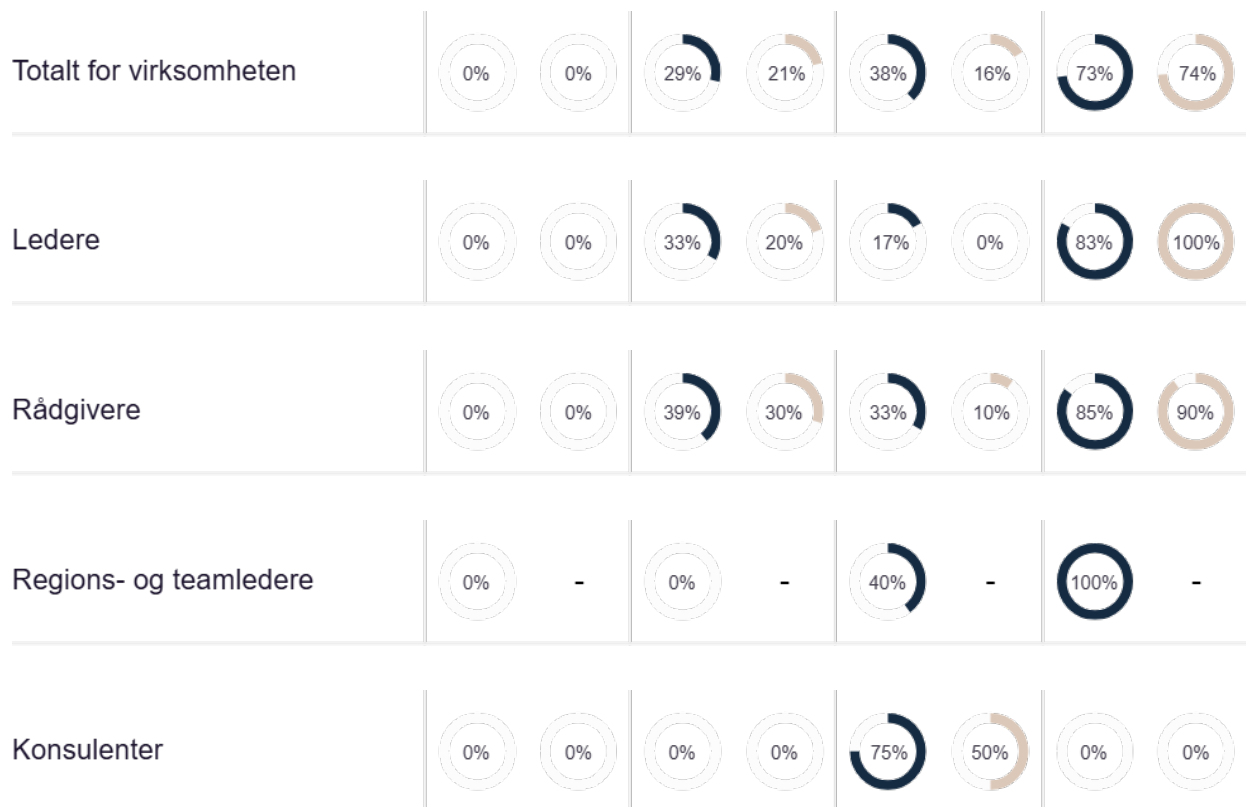 Totalt for virksomheten 0% 0% 29% 21% 38% 16% 73% 74%
Ledere 0% 0% 33% 20% 17% 0% 83% 100%
Rådgivere 0% 0% 39% 30% 33% 10% 85% 90%
Regions- og teamledere 0% - 0% - 40% - 100% -
Konsulenter 0% 0% 0% 0% 75% 50% 0% 0%